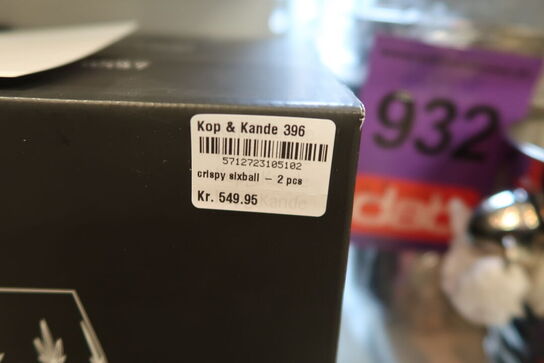 Kop & Kande 396
5712723105102
crispy sixball - 2 pcs
Kr. 549.95
932